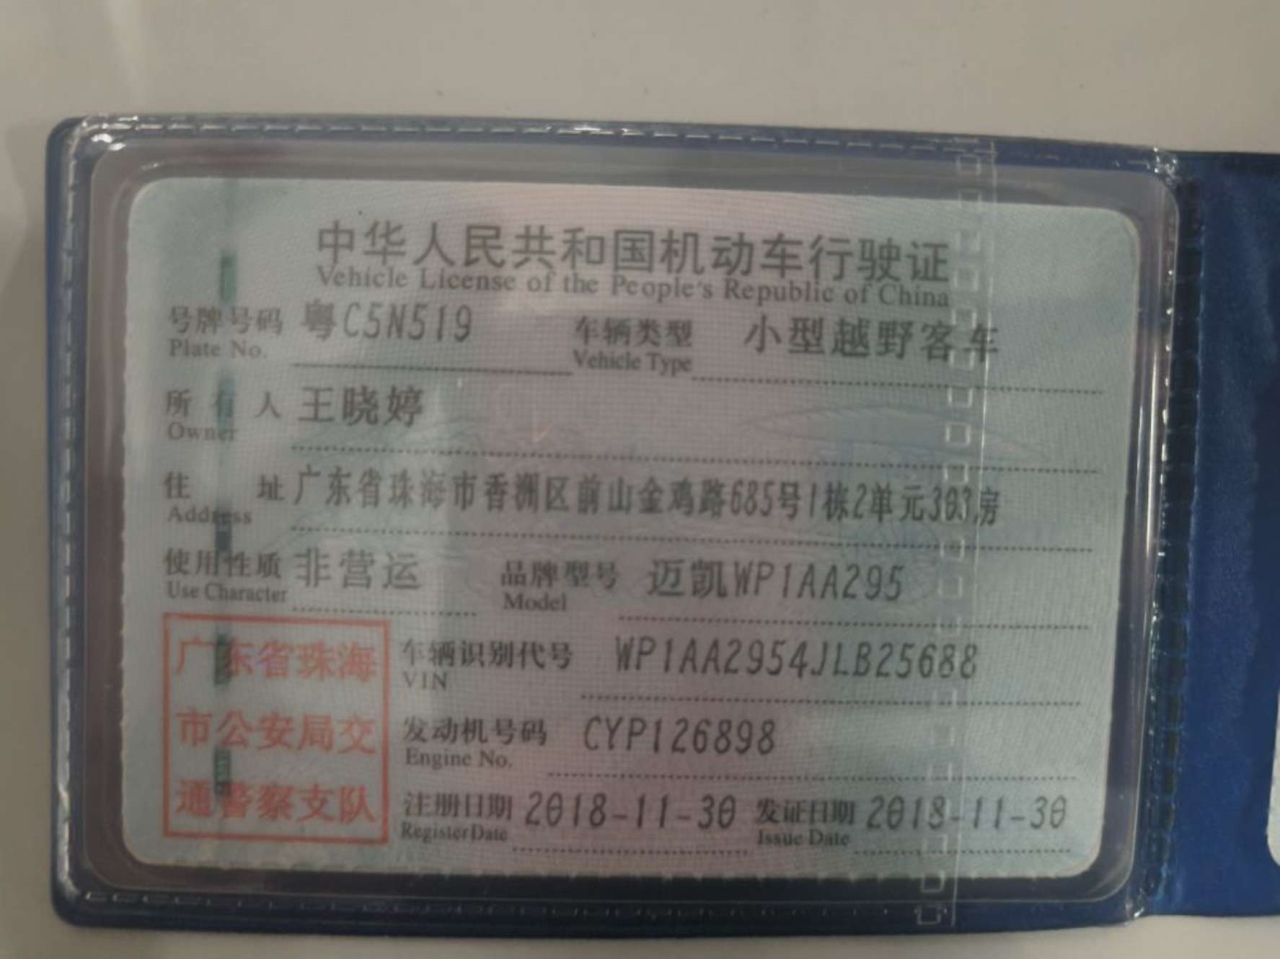 中华人民共和国机动车行驶证
Vehicle License of the People's Republic of China
号牌号码 粤C5N519 车辆类型 小型越野客车
Plate No. Vehicle Type
所有人 王晓婷
Owner
住址 广东省珠海市香洲区前山金鸡路685号1栋2单元303房
Address
使用性质 非营运 品牌型号 迈凯WP1AA295
Use Character Model
广东省珠海
市公安局交
通警察支队
车辆识别代号 WP1AA2954JLB25688
VIN
发动机号码 CYP126898
Engine No.
注册日期 2018-11-30 发证日期 2018-11-30
Register Date Issue Date